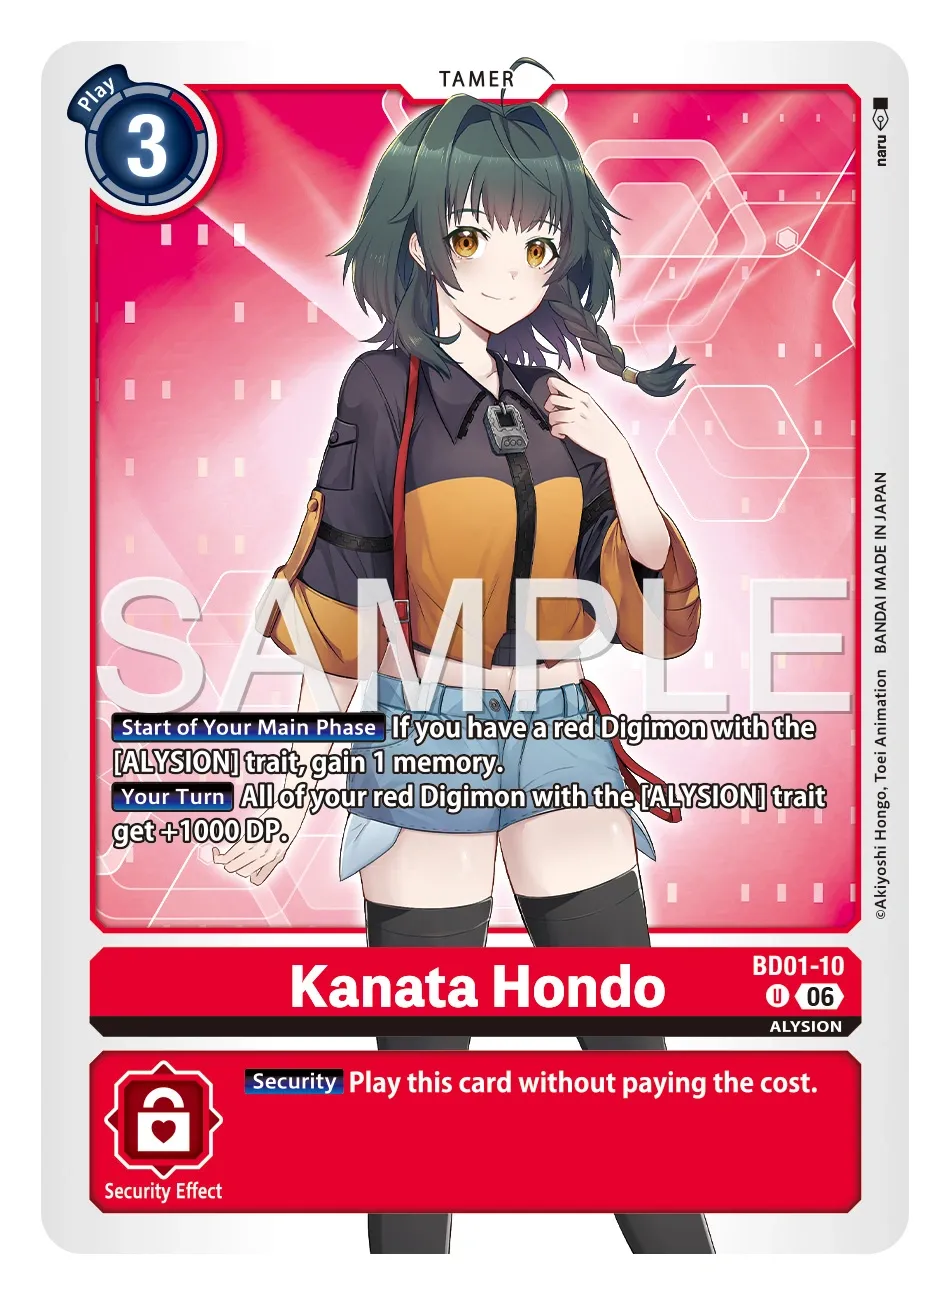 TAMER
Play
3
naru
SAMPLE
Start of Your Main Phase If you have a red Digimon with the
[ALYSION] trait, gain 1 memory.
Your Turn All of your red Digimon with the [ALYSION] trait
get +1000 DP.
©Akiyoshi Hongo, Toei Animation BANDAI MADE IN JAPAN
Kanata Hondo
BD01-10
U 06
ALYSION
Security Play this card without paying the cost.
Security Effect